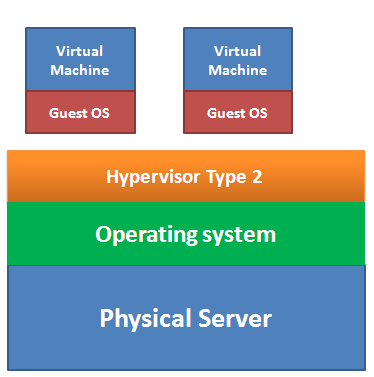 Virtual
Machine
Guest OS
Virtual
Machine
Guest OS
Hypervisor Type 2
Operating system
Physical Server